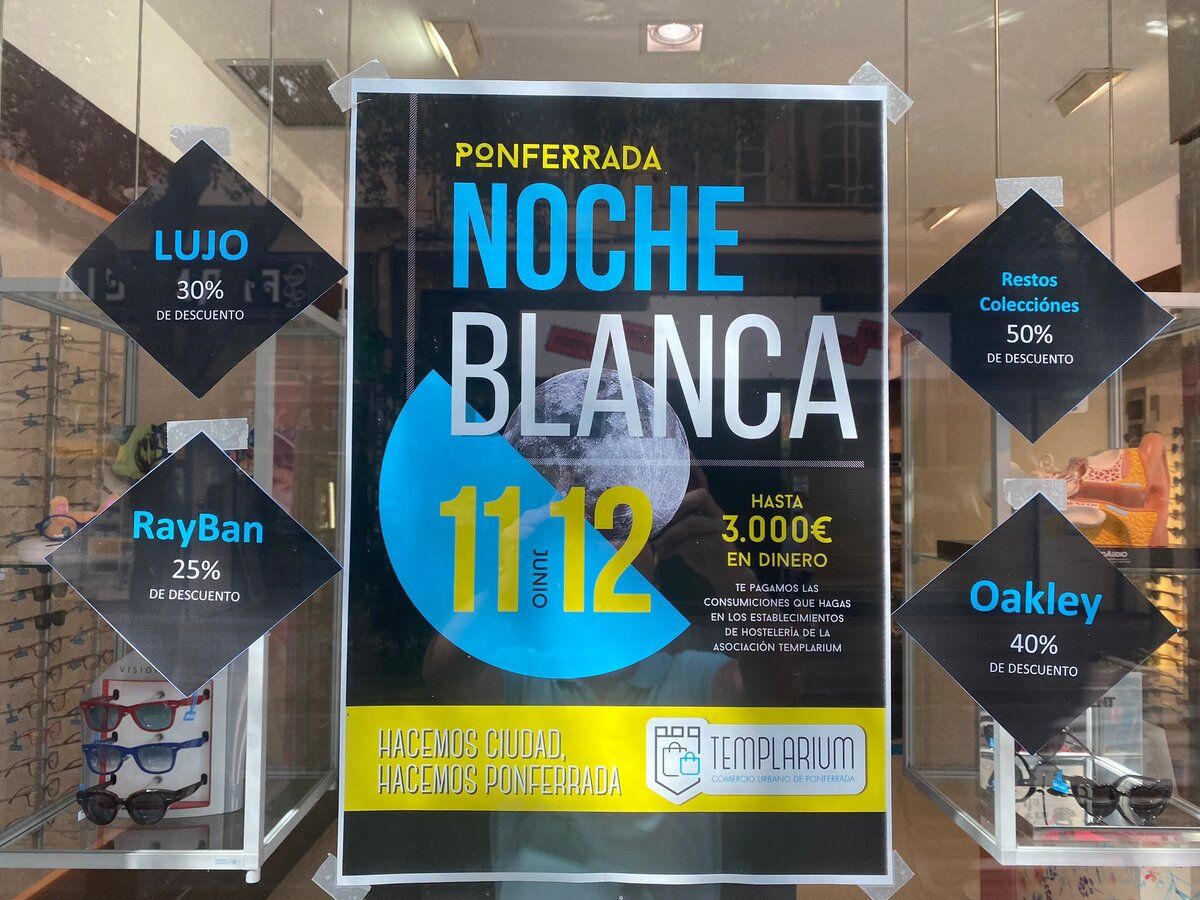 PONFERRADA
NOCHE
BLANCA
11 JUNIO 12
HASTA
3.000€
EN DINERO
TE PAGAMOS LAS
CONSUMICIONES QUE HAGAS
EN LOS ESTABLECIMIENTOS
DE HOSTELERÍA DE LA
ASOCIACIÓN TEMPLARIUM
HACEMOS CIUDAD,
HACEMOS PONFERRADA
TEMPLARIUM
COMERCIO URBANO DE PONFERRADA
LUJO
30%
DE DESCUENTO
RayBan
25%
DE DESCUENTO
Restos
Colecciónes
50%
DE DESCUENTO
Oakley
40%
DE DESCUENTO